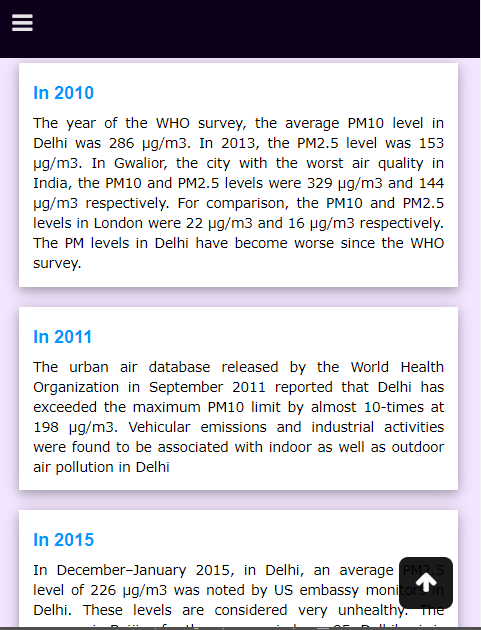 In 2010
The year of the WHO survey, the average PM10 level in
Delhi was 286 μg/m3. In 2013, the PM2.5 level was 153
μg/m3. In Gwalior, the city with the worst air quality in
India, the PM10 and PM2.5 levels were 329 μg/m3 and 144
μg/m3 respectively. For comparison, the PM10 and PM2.5
levels in London were 22 μg/m3 and 16 μg/m3 respectively.
The PM levels in Delhi have become worse since the WHO
survey.
In 2011
The urban air database released by the World Health
Organization in September 2011 reported that Delhi has
exceeded the maximum PM10 limit by almost 10-times at
198 μg/m3. Vehicular emissions and industrial activities
were found to be associated with indoor as well as outdoor
air pollution in Delhi
In 2015
In December–January 2015, in Delhi, an average PM2.5
level of 226 μg/m3 was noted by US embassy monitors in
Delhi. These levels are considered very unhealthy. The